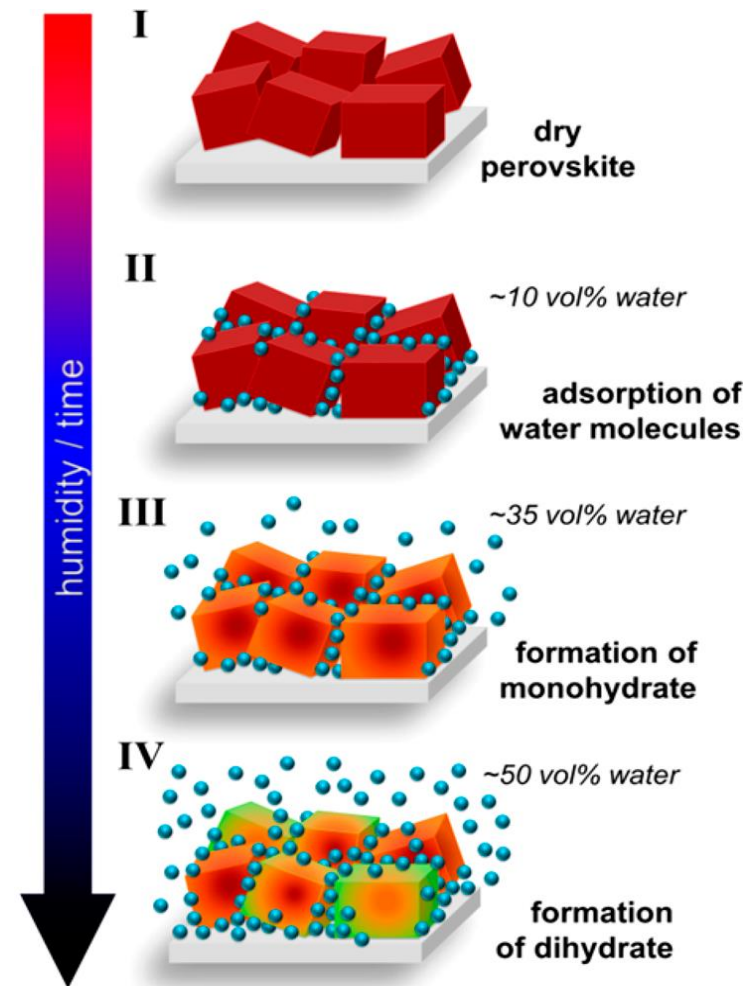 I
dry
perovskite
II
~10 vol% water
adsorption of
water molecules
humidity / time
III
~35 vol% water
formation of
monohydrate
IV
~50 vol% water
formation
of dihydrate